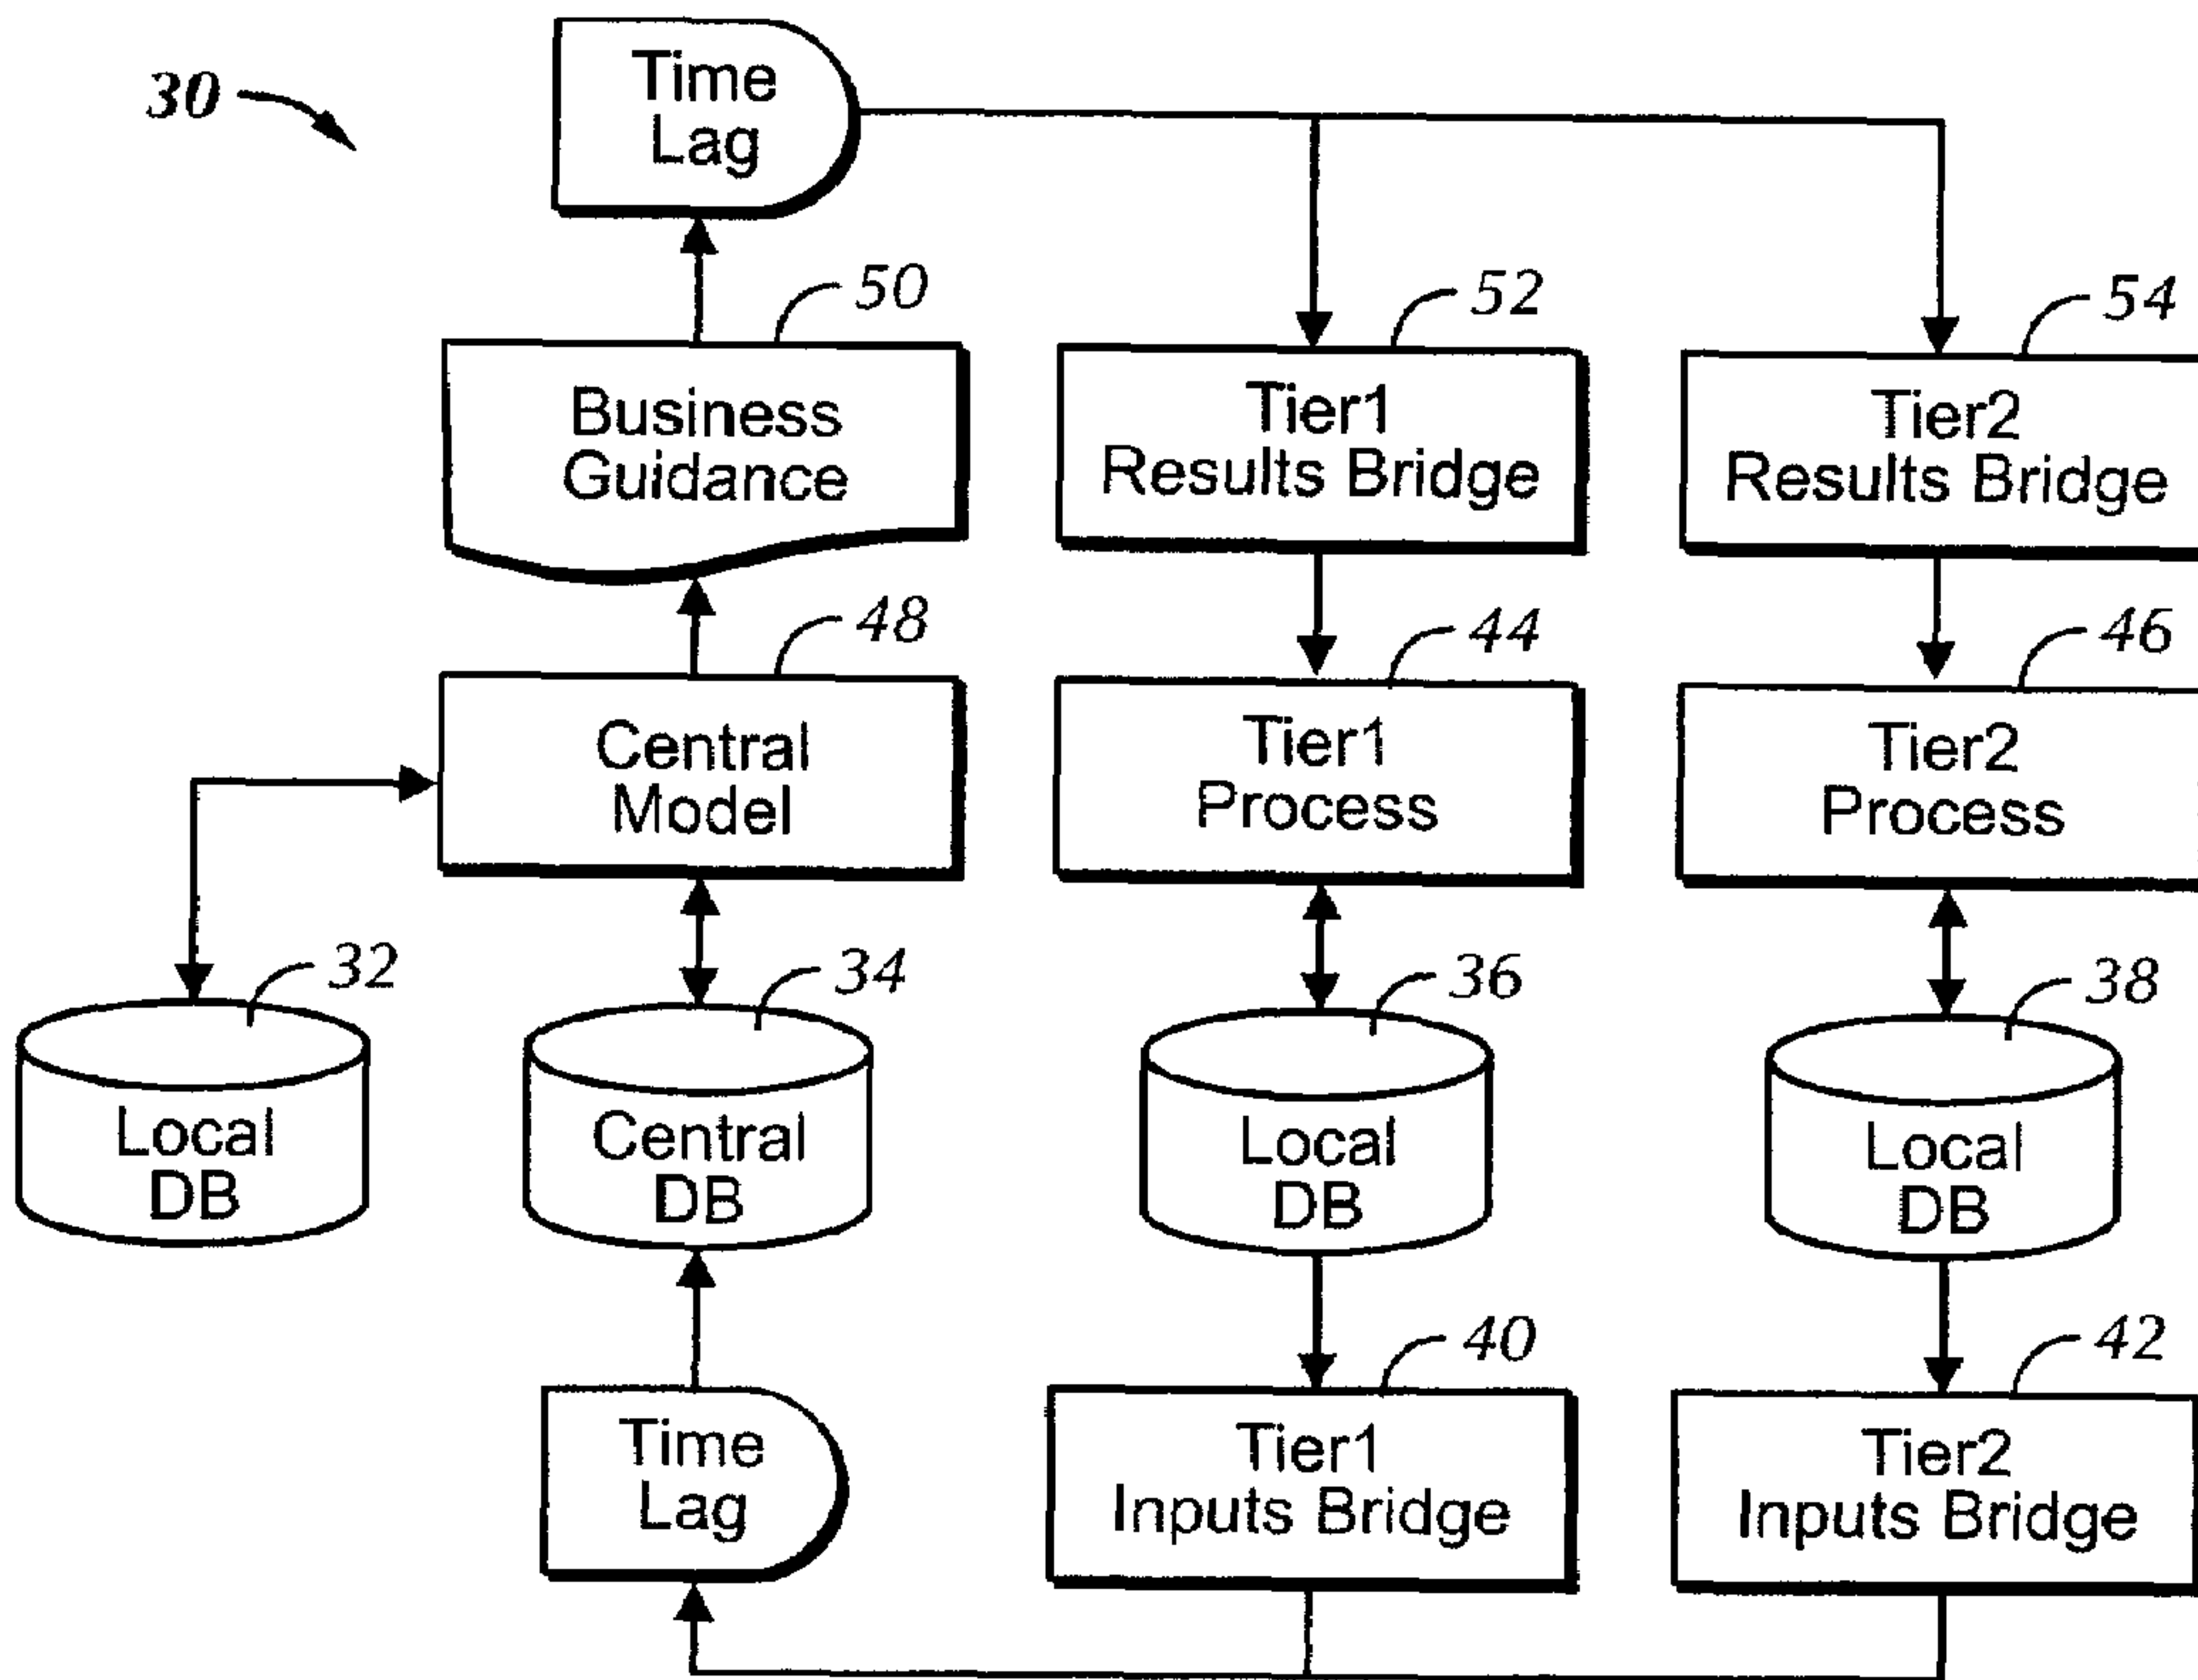 30
Time
Lag
50
52
54
Business
Guidance
Tier1
Results Bridge
Tier2
Results Bridge
48
44
46
Central
Model
Tier1
Process
Tier2
Process
32
34
36
38
Local
DB
Central
DB
Local
DB
Local
DB
40
42
Time
Lag
Tier1
Inputs Bridge
Tier2
Inputs Bridge